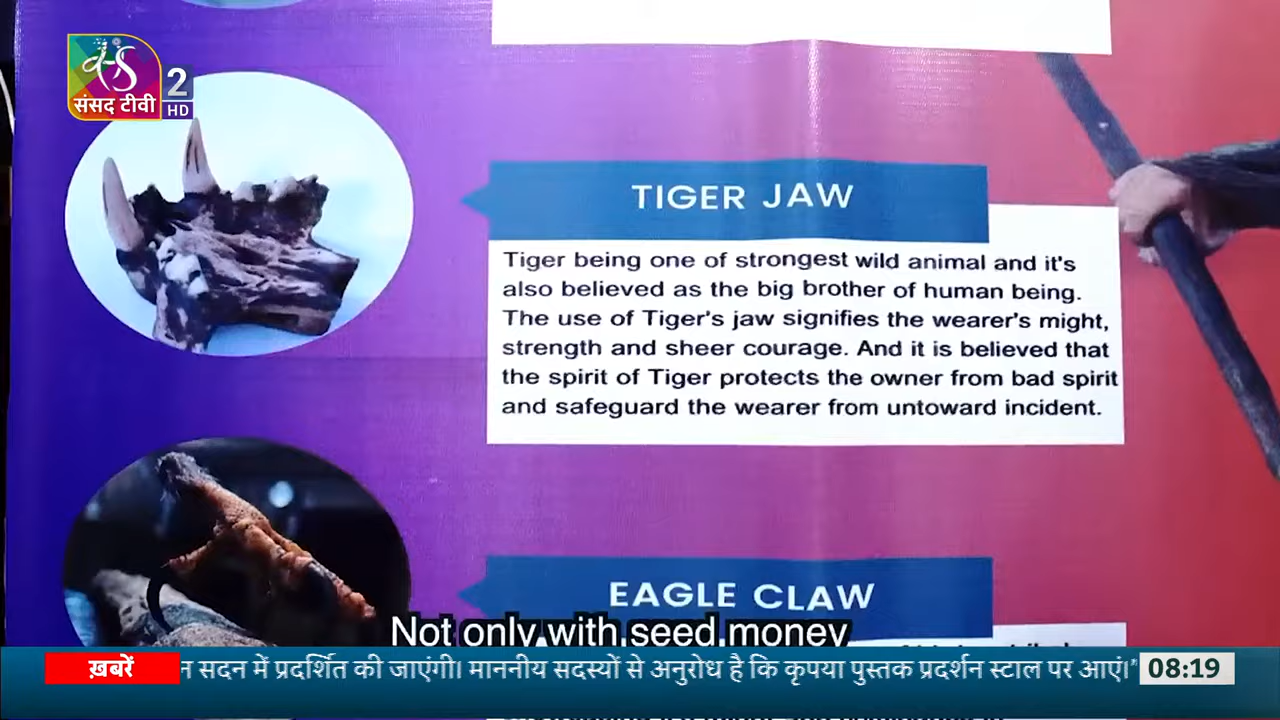 संसद टीवी
2
HD
TIGER JAW
Tiger being one of strongest wild animal and it's
also believed as the big brother of human being.
The use of Tiger's jaw signifies the wearer's might,
strength and sheer courage. And it is believed that
the spirit of Tiger protects the owner from bad spirit
and safeguard the wearer from untoward incident.
EAGLE CLAW
Not only with seed money
ख़बरें
न सदन में प्रदर्शित की जाएंगी। माननीय सदस्यों से अनुरोध है कि कृपया पुस्तक प्रदर्शन स्टाल पर आएं।"
08:19